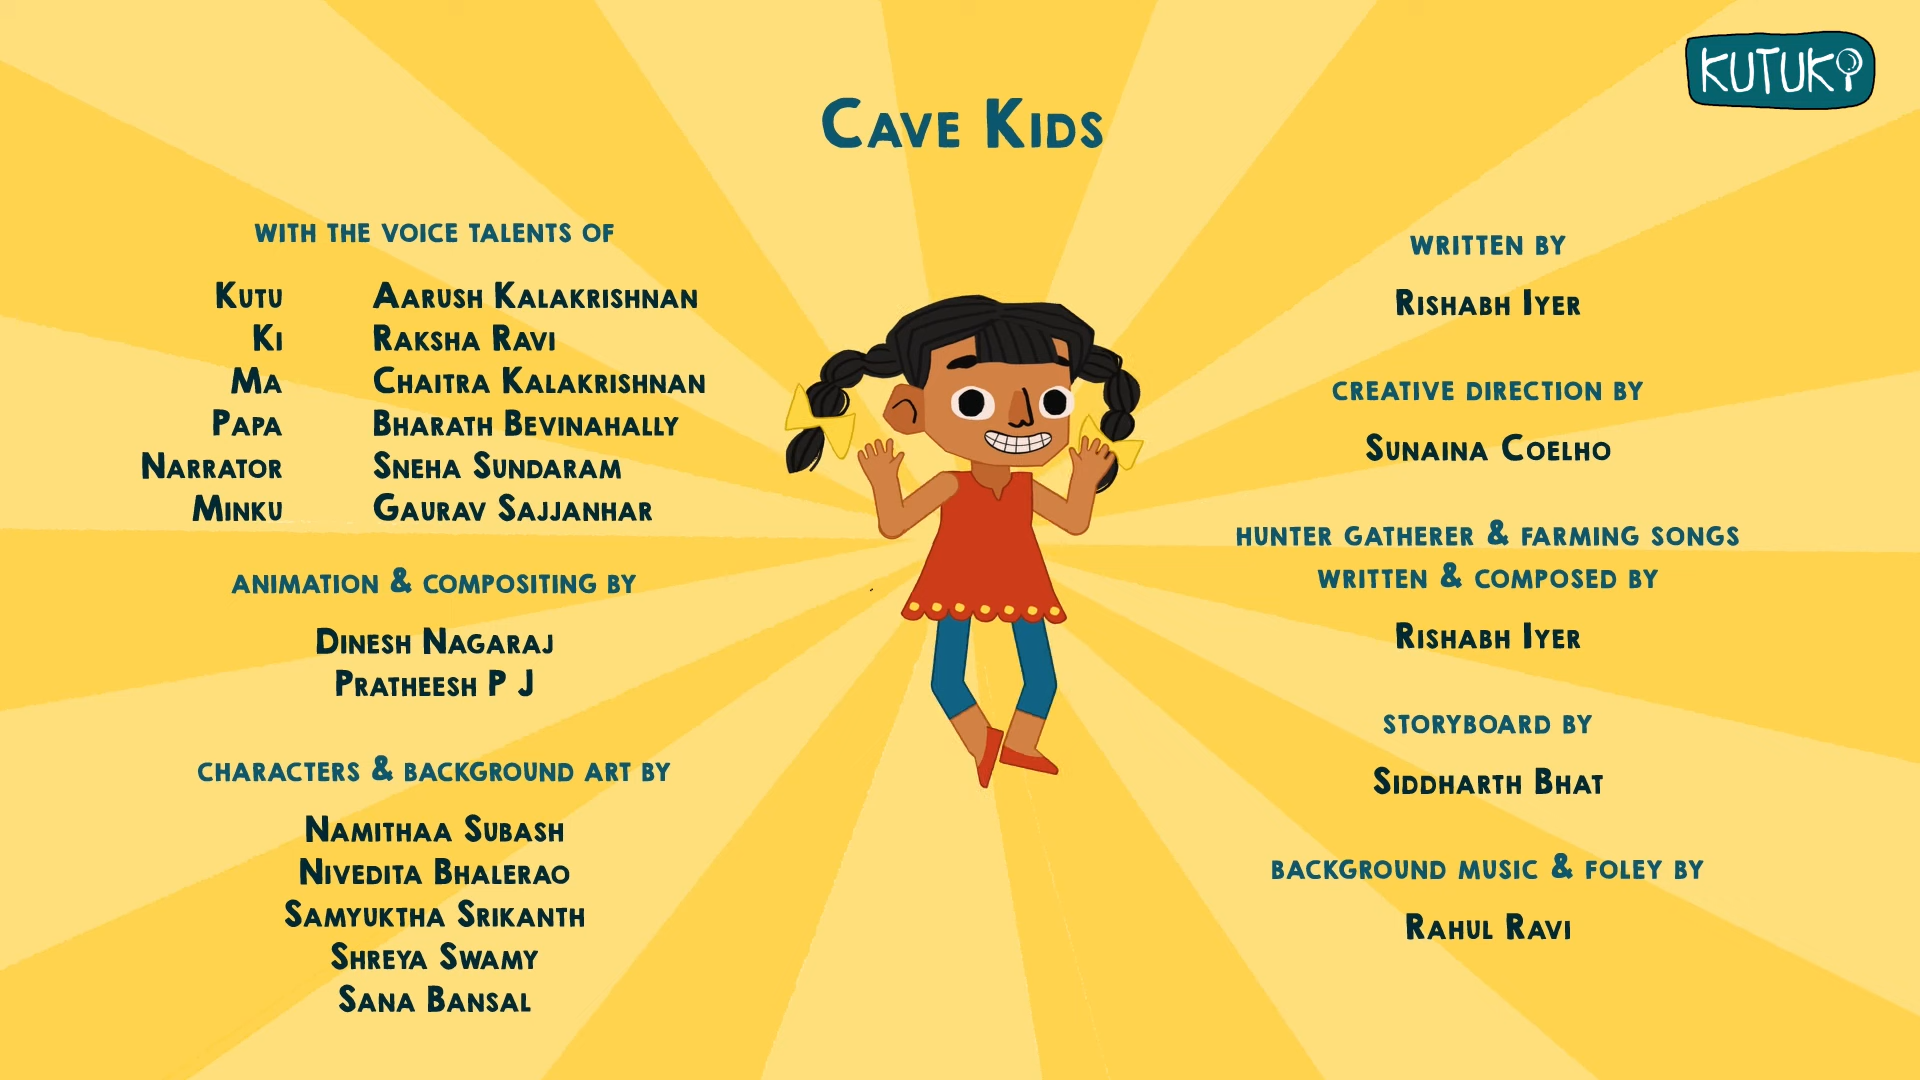 KUTUKI
Cave Kids
WITH THE VOICE TALENTS OF
Kutu Aarush Kalakrishnan
Ki Raksha Ravi
Ma Chaitra Kalakrishnan
Papa Bharath Bevinahally
Narrator Sneha Sundaram
Minku Gaurav Sajjanhar
ANIMATION & COMPOSITING BY
Dinesh Nagaraj
Pratheesh P J
CHARACTERS & BACKGROUND ART BY
Namithaa Subash
Nivedita Bhalerao
Samyuktha Srikanth
Shreya Swamy
Sana Bansal
WRITTEN BY
Rishabh Iyer
CREATIVE DIRECTION BY
Sunaina Coelho
HUNTER GATHERER & FARMING SONGS
WRITTEN & COMPOSED BY
Rishabh Iyer
STORYBOARD BY
Siddharth Bhat
BACKGROUND MUSIC & FOLEY BY
Rahul Ravi